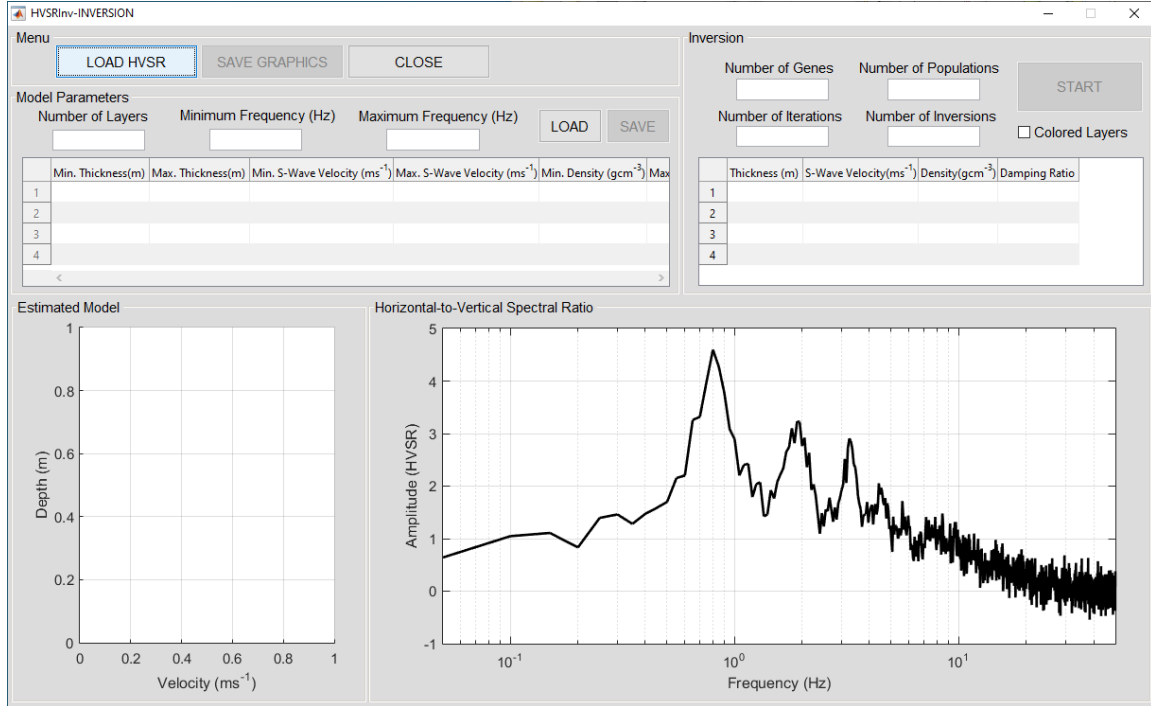 HVSRInv-INVERSION
Menu
LOAD HVSR SAVE GRAPHICS CLOSE
Model Parameters
Number of Layers Minimum Frequency (Hz) Maximum Frequency (Hz)
LOAD SAVE
Min. Thickness(m) Max. Thickness(m) Min. S-Wave Velocity (ms⁻¹) Max. S-Wave Velocity (ms⁻¹) Min. Density (gcm⁻³) Max
1
2
3
4
Inversion
Number of Genes Number of Populations
START
Number of Iterations Number of Inversions
Colored Layers
Thickness (m) S-Wave Velocity(ms⁻¹) Density(gcm⁻³) Damping Ratio
1
2
3
4
Estimated Model
1
0.8
0.6
0.4
0.2
0
Depth (m)
0 0.2 0.4 0.6 0.8 1
Velocity (ms⁻¹)
Horizontal-to-Vertical Spectral Ratio
5
4
3
2
1
0
-1
Amplitude (HVSR)
10⁻¹ 10⁰ 10¹
Frequency (Hz)